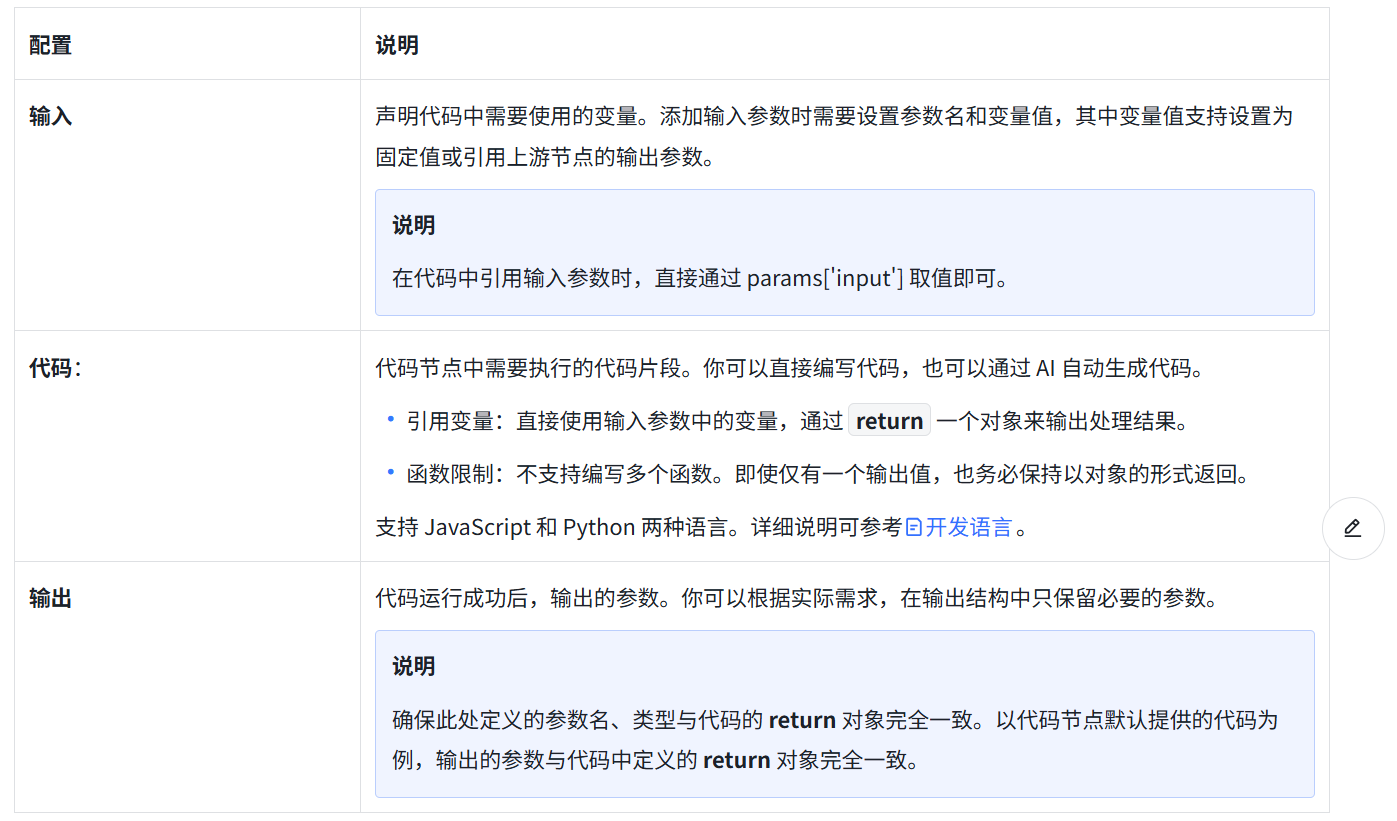 配置
说明
输入
声明代码中需要使用的变量。添加输入参数时需要设置参数名和变量值，其中变量值支持设置为
固定值或引用上游节点的输出参数。
说明
在代码中引用输入参数时，直接通过 params['input'] 取值即可。
代码：
代码节点中需要执行的代码片段。你可以直接编写代码，也可以通过 AI 自动生成代码。
• 引用变量：直接使用输入参数中的变量，通过 return 一个对象来输出处理结果。
• 函数限制：不支持编写多个函数。即使仅有一个输出值，也务必保持以对象的形式返回。
支持 JavaScript 和 Python 两种语言。详细说明可参考开发语言 。
输出
代码运行成功后，输出的参数。你可以根据实际需求，在输出结构中只保留必要的参数。
说明
确保此处定义的参数名、类型与代码的 return 对象完全一致。以代码节点默认提供的代码为
例，输出的参数与代码中定义的 return 对象完全一致。